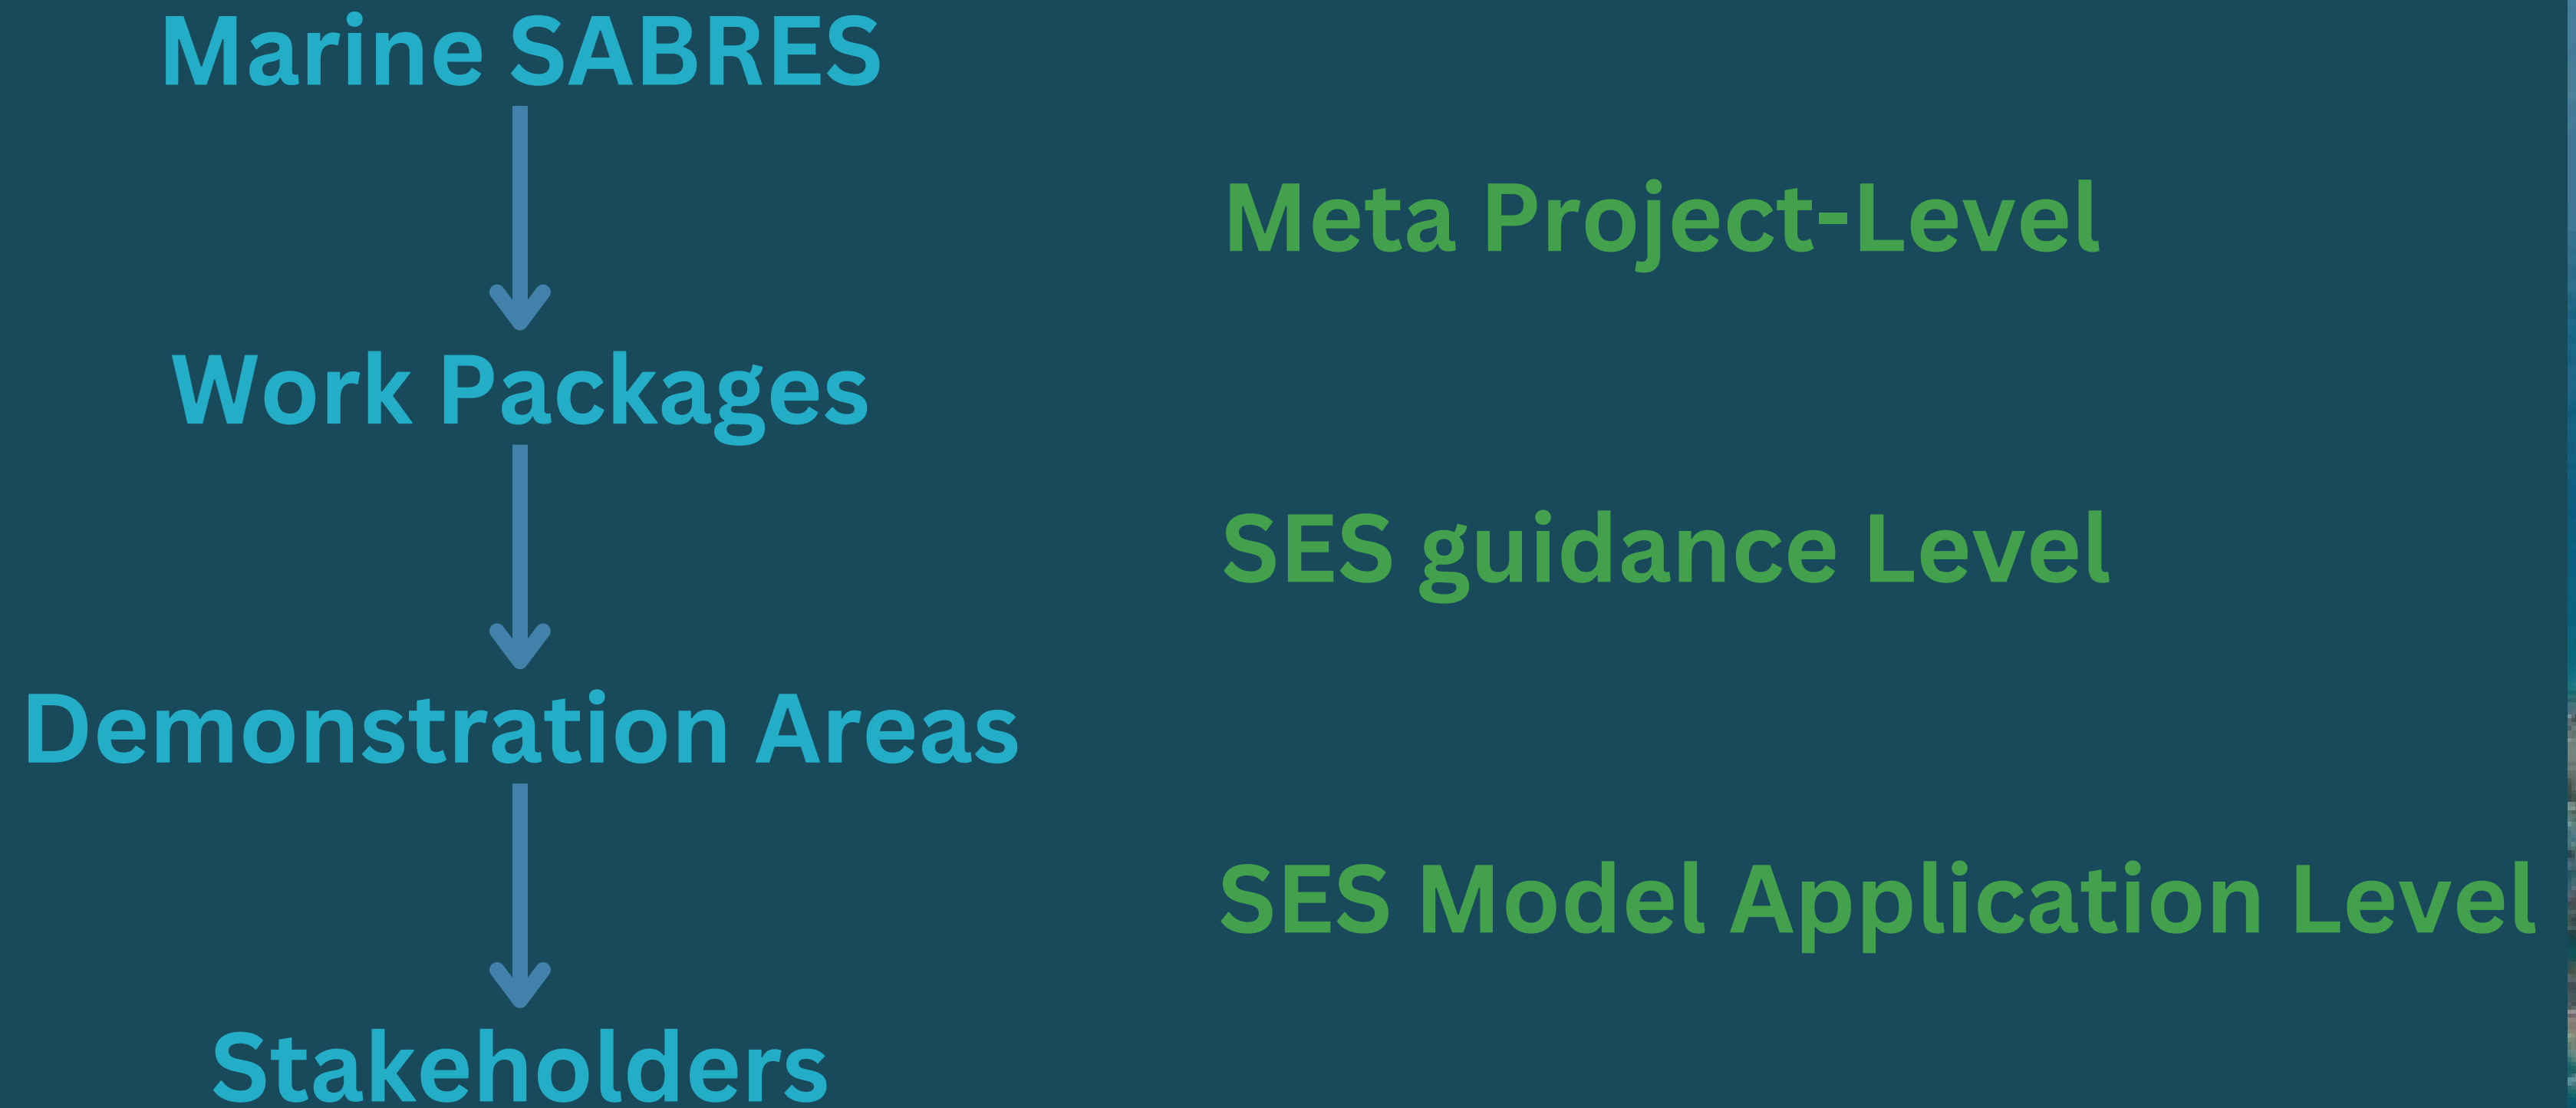 Marine SABRES
Meta Project-Level
Work Packages
SES guidance Level
Demonstration Areas
SES Model Application Level
Stakeholders